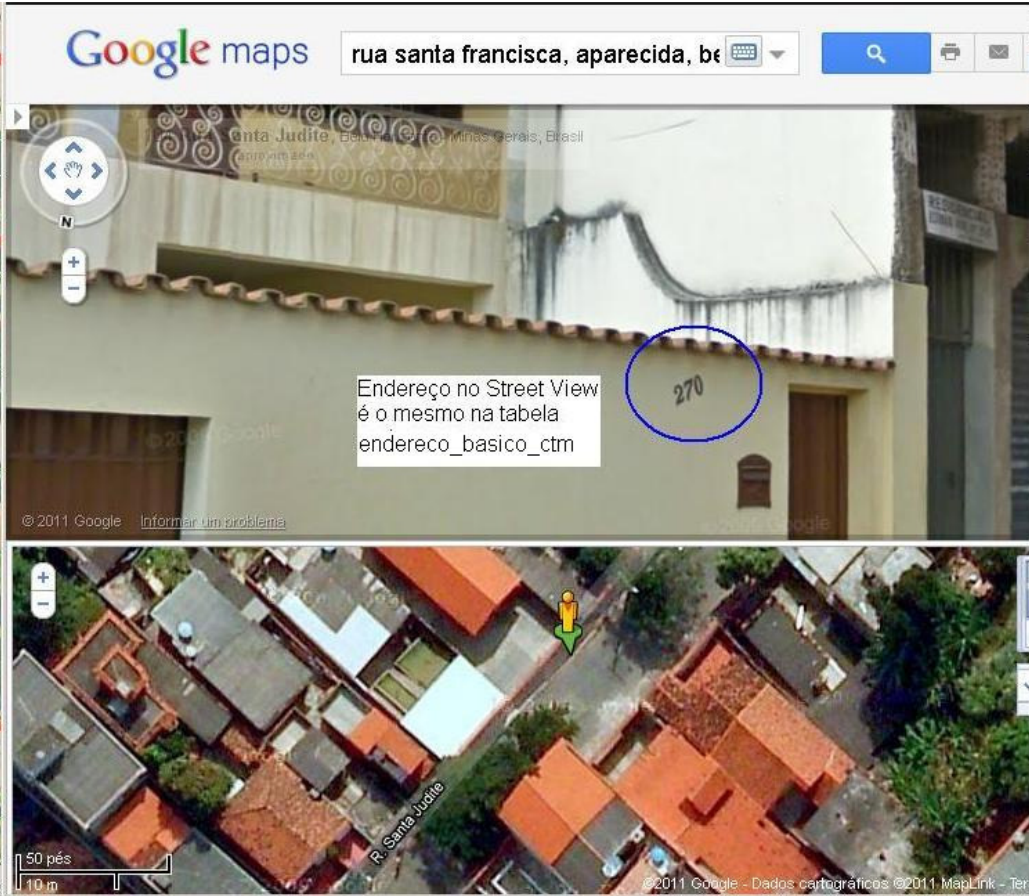 Google maps
rua santa francisca, aparecida, be
Santa Judite, Belo Horizonte - Minas Gerais, Brasil
aproximado
N
RESIDENCIAL
270
Endereço no Street View
é o mesmo na tabela
endereco_basico_ctm
© 2011 Google Informar um problema
R. Santa Judite
50 pés
10 m
©2011 Google - Dados cartográficos ©2011 MapLink - Ter